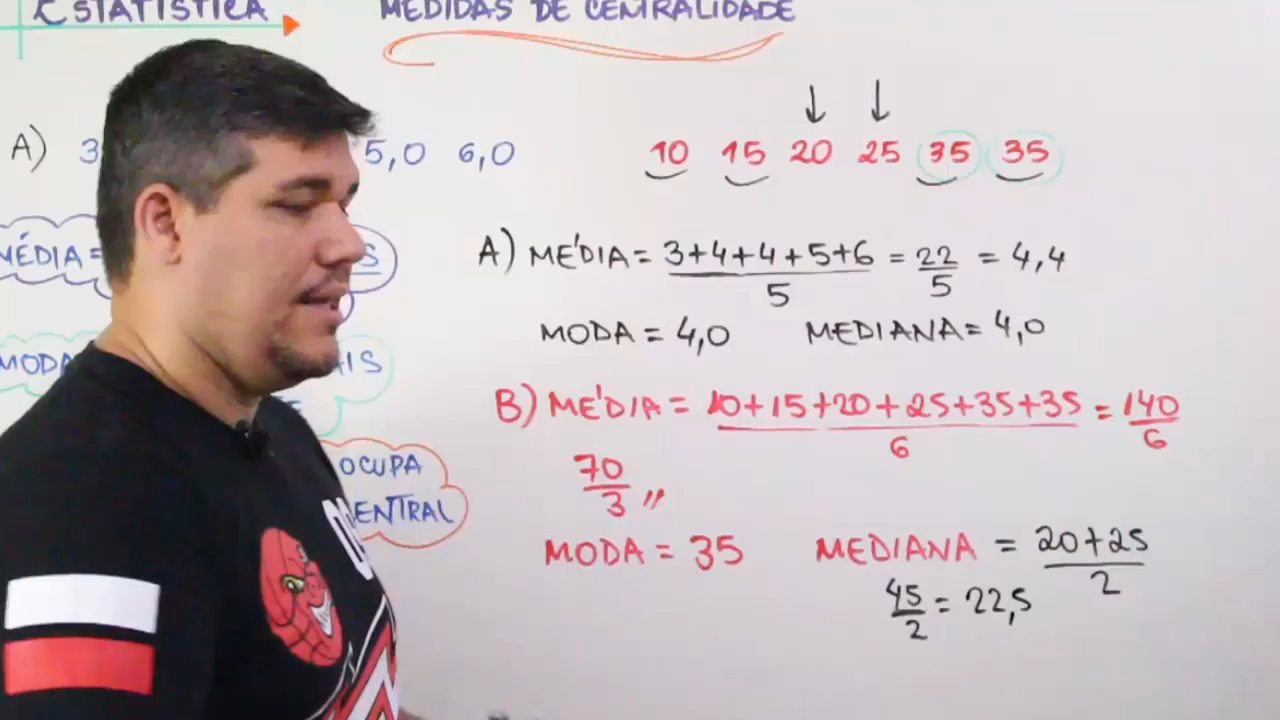 ESTATÍSTICA MEDIDAS DE CENTRALIDADE
A) 3 5,0 6,0
10 15 20 25 35 35
MÉDIA =
MODA
OCUPA
ENTRAL
A) MÉDIA = 3+4+4+5+6 / 5 = 22/5 = 4,4
MODA = 4,0 MEDIANA = 4,0
B) MÉDIA = 10+15+20+25+35+35 / 6 = 140/6
70/3 //
MODA = 35 MEDIANA = 20+25 / 2
45/2 = 22,5